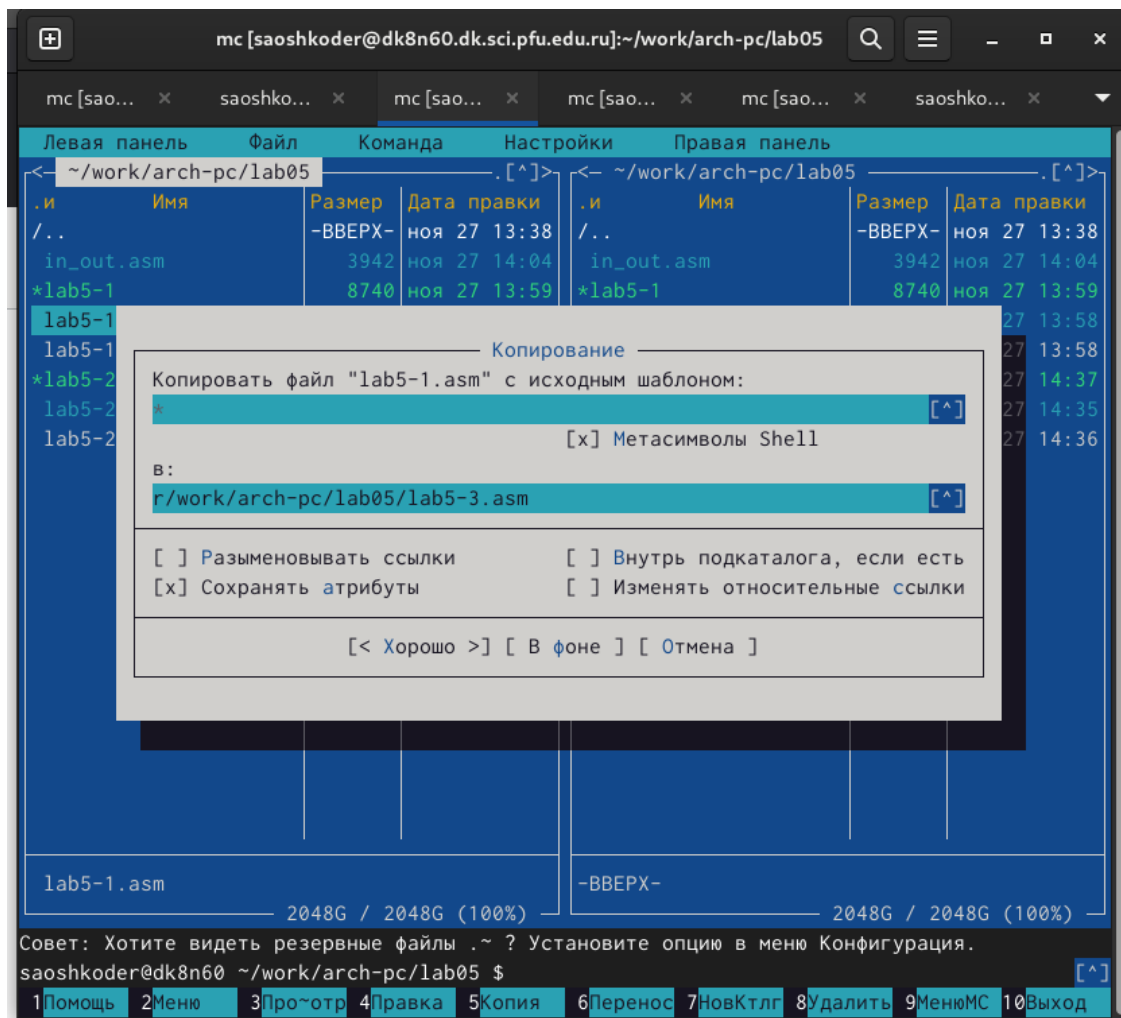 mc [saoshkoder@dk8n60.dk.sci.pfu.edu.ru]:~/work/arch-pc/lab05
mc [sao... × saoshko... × mc [sao... × mc [sao... × mc [sao... × saoshko... ×
Левая панель Файл Команда Настройки Правая панель
<─ ~/work/arch-pc/lab05 ─.[^]> <─ ~/work/arch-pc/lab05 ─.[^]>
.и Имя Размер Дата правки .и Имя Размер Дата правки
/.. -ВВЕРХ- ноя 27 13:38 /.. -ВВЕРХ- ноя 27 13:38
in_out.asm 3942 ноя 27 14:04 in_out.asm 3942 ноя 27 14:04
*lab5-1 8740 ноя 27 13:59 *lab5-1 8740 ноя 27 13:59
lab5-1 27 13:58
lab5-1 Копирование 27 13:58
*lab5-2 Копировать файл "lab5-1.asm" с исходным шаблоном: 27 14:37
lab5-2 * [^] 27 14:35
lab5-2 [x] Метасимволы Shell 27 14:36
в:
r/work/arch-pc/lab05/lab5-3.asm [^]
[ ] Разыменовывать ссылки [ ] Внутрь подкаталога, если есть
[x] Сохранять атрибуты [ ] Изменять относительные ссылки
[< Хорошо >] [ В фоне ] [ Отмена ]
lab5-1.asm -ВВЕРХ-
2048G / 2048G (100%) 2048G / 2048G (100%)
Совет: Хотите видеть резервные файлы .~ ? Установите опцию в меню Конфигурация.
saoshkoder@dk8n60 ~/work/arch-pc/lab05 $ [^]
1Помощь 2Меню 3Про~отр 4Правка 5Копия 6Перенос 7НовКтлг 8Удалить 9МенюМС 10Выход